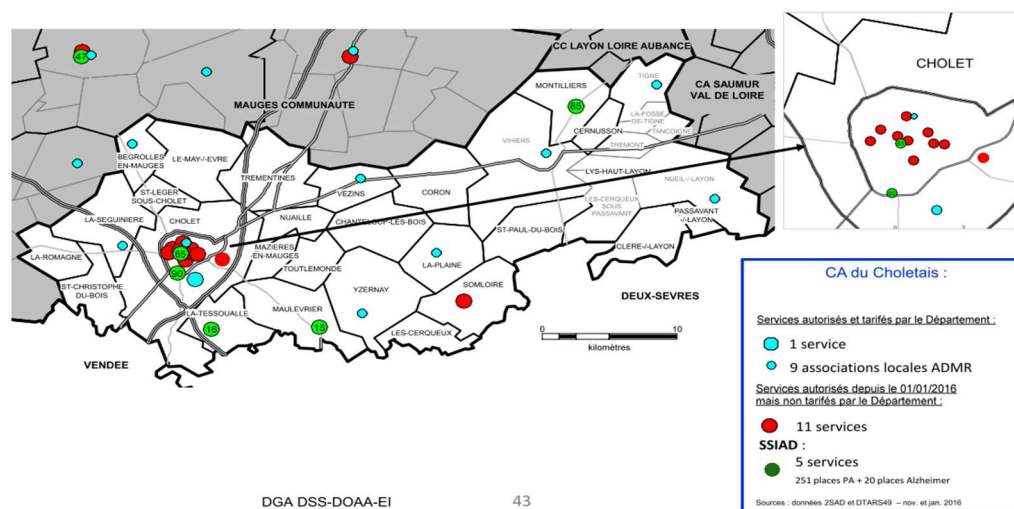 CC LAYON LOIRE AUBANCE
CHOLET
47
TIGNE
CA SAUMUR
VAL DE LOIRE
MONTILLIERS
85
MAUGES COMMUNAUTE
LA-FOSSE-
DE-TIGNE
CERNUSSON
TANCOIGNE
VIHIERS
TREMONT
BEGROLLES
EN-MAUGES
LE-MAY-/-EVRE
TREMENTINES
LYS-HAUT-LAYON
VEZINS
CORON
NUEIL-/-LAYON
ST-LEGER
SOUS-CHOLET
LES-CERQUEUX
SOUS
PASSAVANT
LA-SEGUINIERE
CHOLET
NUAILLE
CHANTELOUP-LES-BOIS
PASSAVANT
-/-LAYON
ST-PAUL-DU-BOIS
LA-ROMAGNE
65
MAZIERES
-EN-MAUGES
CLERE-/-LAYON
90
TOUTLEMONDE
LA-PLAINE
ST-CHRISTOPHE
DU-BOIS
YZERNAY
SOMLOIRE
LA-TESSOUALLE
MAULEVRIER
DEUX-SEVRES
16
15
LES-CERQUEUX
0
10
kilomètres
VENDEE
CA du Choletais :
Services autorisés et tarifés par le Département :
1 service
9 associations locales ADMR
Services autorisés depuis le 01/01/2016
mais non tarifés par le Département :
11 services
SSIAD :
5 services
251 places PA + 20 places Alzheimer
Sources : données 2SAD et DTARS49 – nov. et jan. 2016
DGA DSS-DOAA-EI
43